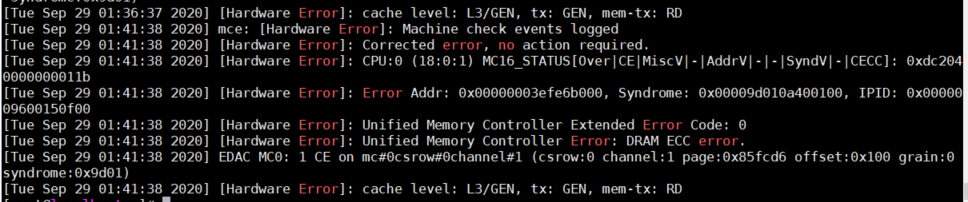 [Tue Sep 29 01:36:37 2020] [Hardware Error]: cache level: L3/GEN, tx: GEN, mem-tx: RD
[Tue Sep 29 01:41:38 2020] mce: [Hardware Error]: Machine check events logged
[Tue Sep 29 01:41:38 2020] [Hardware Error]: Corrected error, no action required.
[Tue Sep 29 01:41:38 2020] [Hardware Error]: CPU:0 (18:0:1) MC16_STATUS[Over|CE|MiscV|-|AddrV|-|-|SyndV|-|CECC]: 0xdc204
0000000011b
[Tue Sep 29 01:41:38 2020] [Hardware Error]: Error Addr: 0x00000003efe6b000, Syndrome: 0x00009d010a400100, IPID: 0x00000
09600150f00
[Tue Sep 29 01:41:38 2020] [Hardware Error]: Unified Memory Controller Extended Error Code: 0
[Tue Sep 29 01:41:38 2020] [Hardware Error]: Unified Memory Controller Error: DRAM ECC error.
[Tue Sep 29 01:41:38 2020] EDAC MC0: 1 CE on mc#0csrow#0channel#1 (csrow:0 channel:1 page:0x85fcd6 offset:0x100 grain:0
syndrome:0x9d01)
[Tue Sep 29 01:41:38 2020] [Hardware Error]: cache level: L3/GEN, tx: GEN, mem-tx: RD